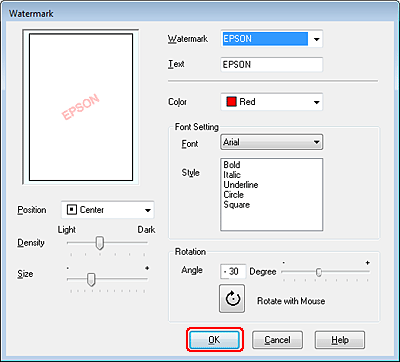 Watermark
EPSON
Watermark EPSON
Text EPSON
Color Red
Font Setting
Font Arial
Style
Bold
Italic
Underline
Circle
Square
Position Center
Light Dark
Density
- +
Size
Rotation
Angle - 30 Degree - +
Rotate with Mouse
OK Cancel Help